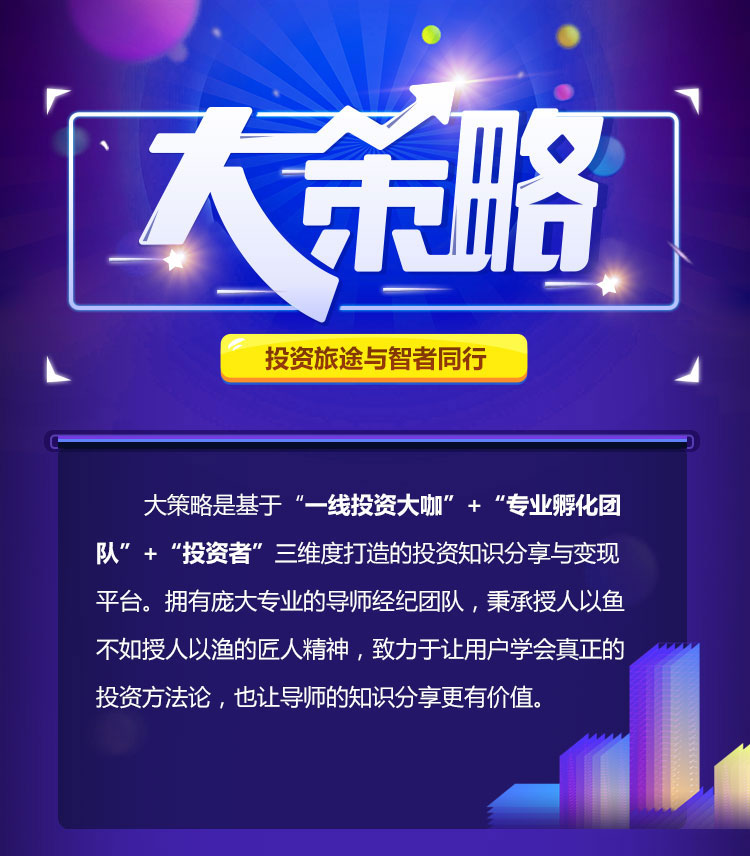 大策略
投资旅途与智者同行
大策略是基于“一线投资大咖”+“专业孵化团
队”+“投资者”三维度打造的投资知识分享与变现
平台。拥有庞大专业的导师经纪团队，秉承授人以鱼
不如授人以渔的匠人精神，致力于让用户学会真正的
投资方法论，也让导师的知识分享更有价值。